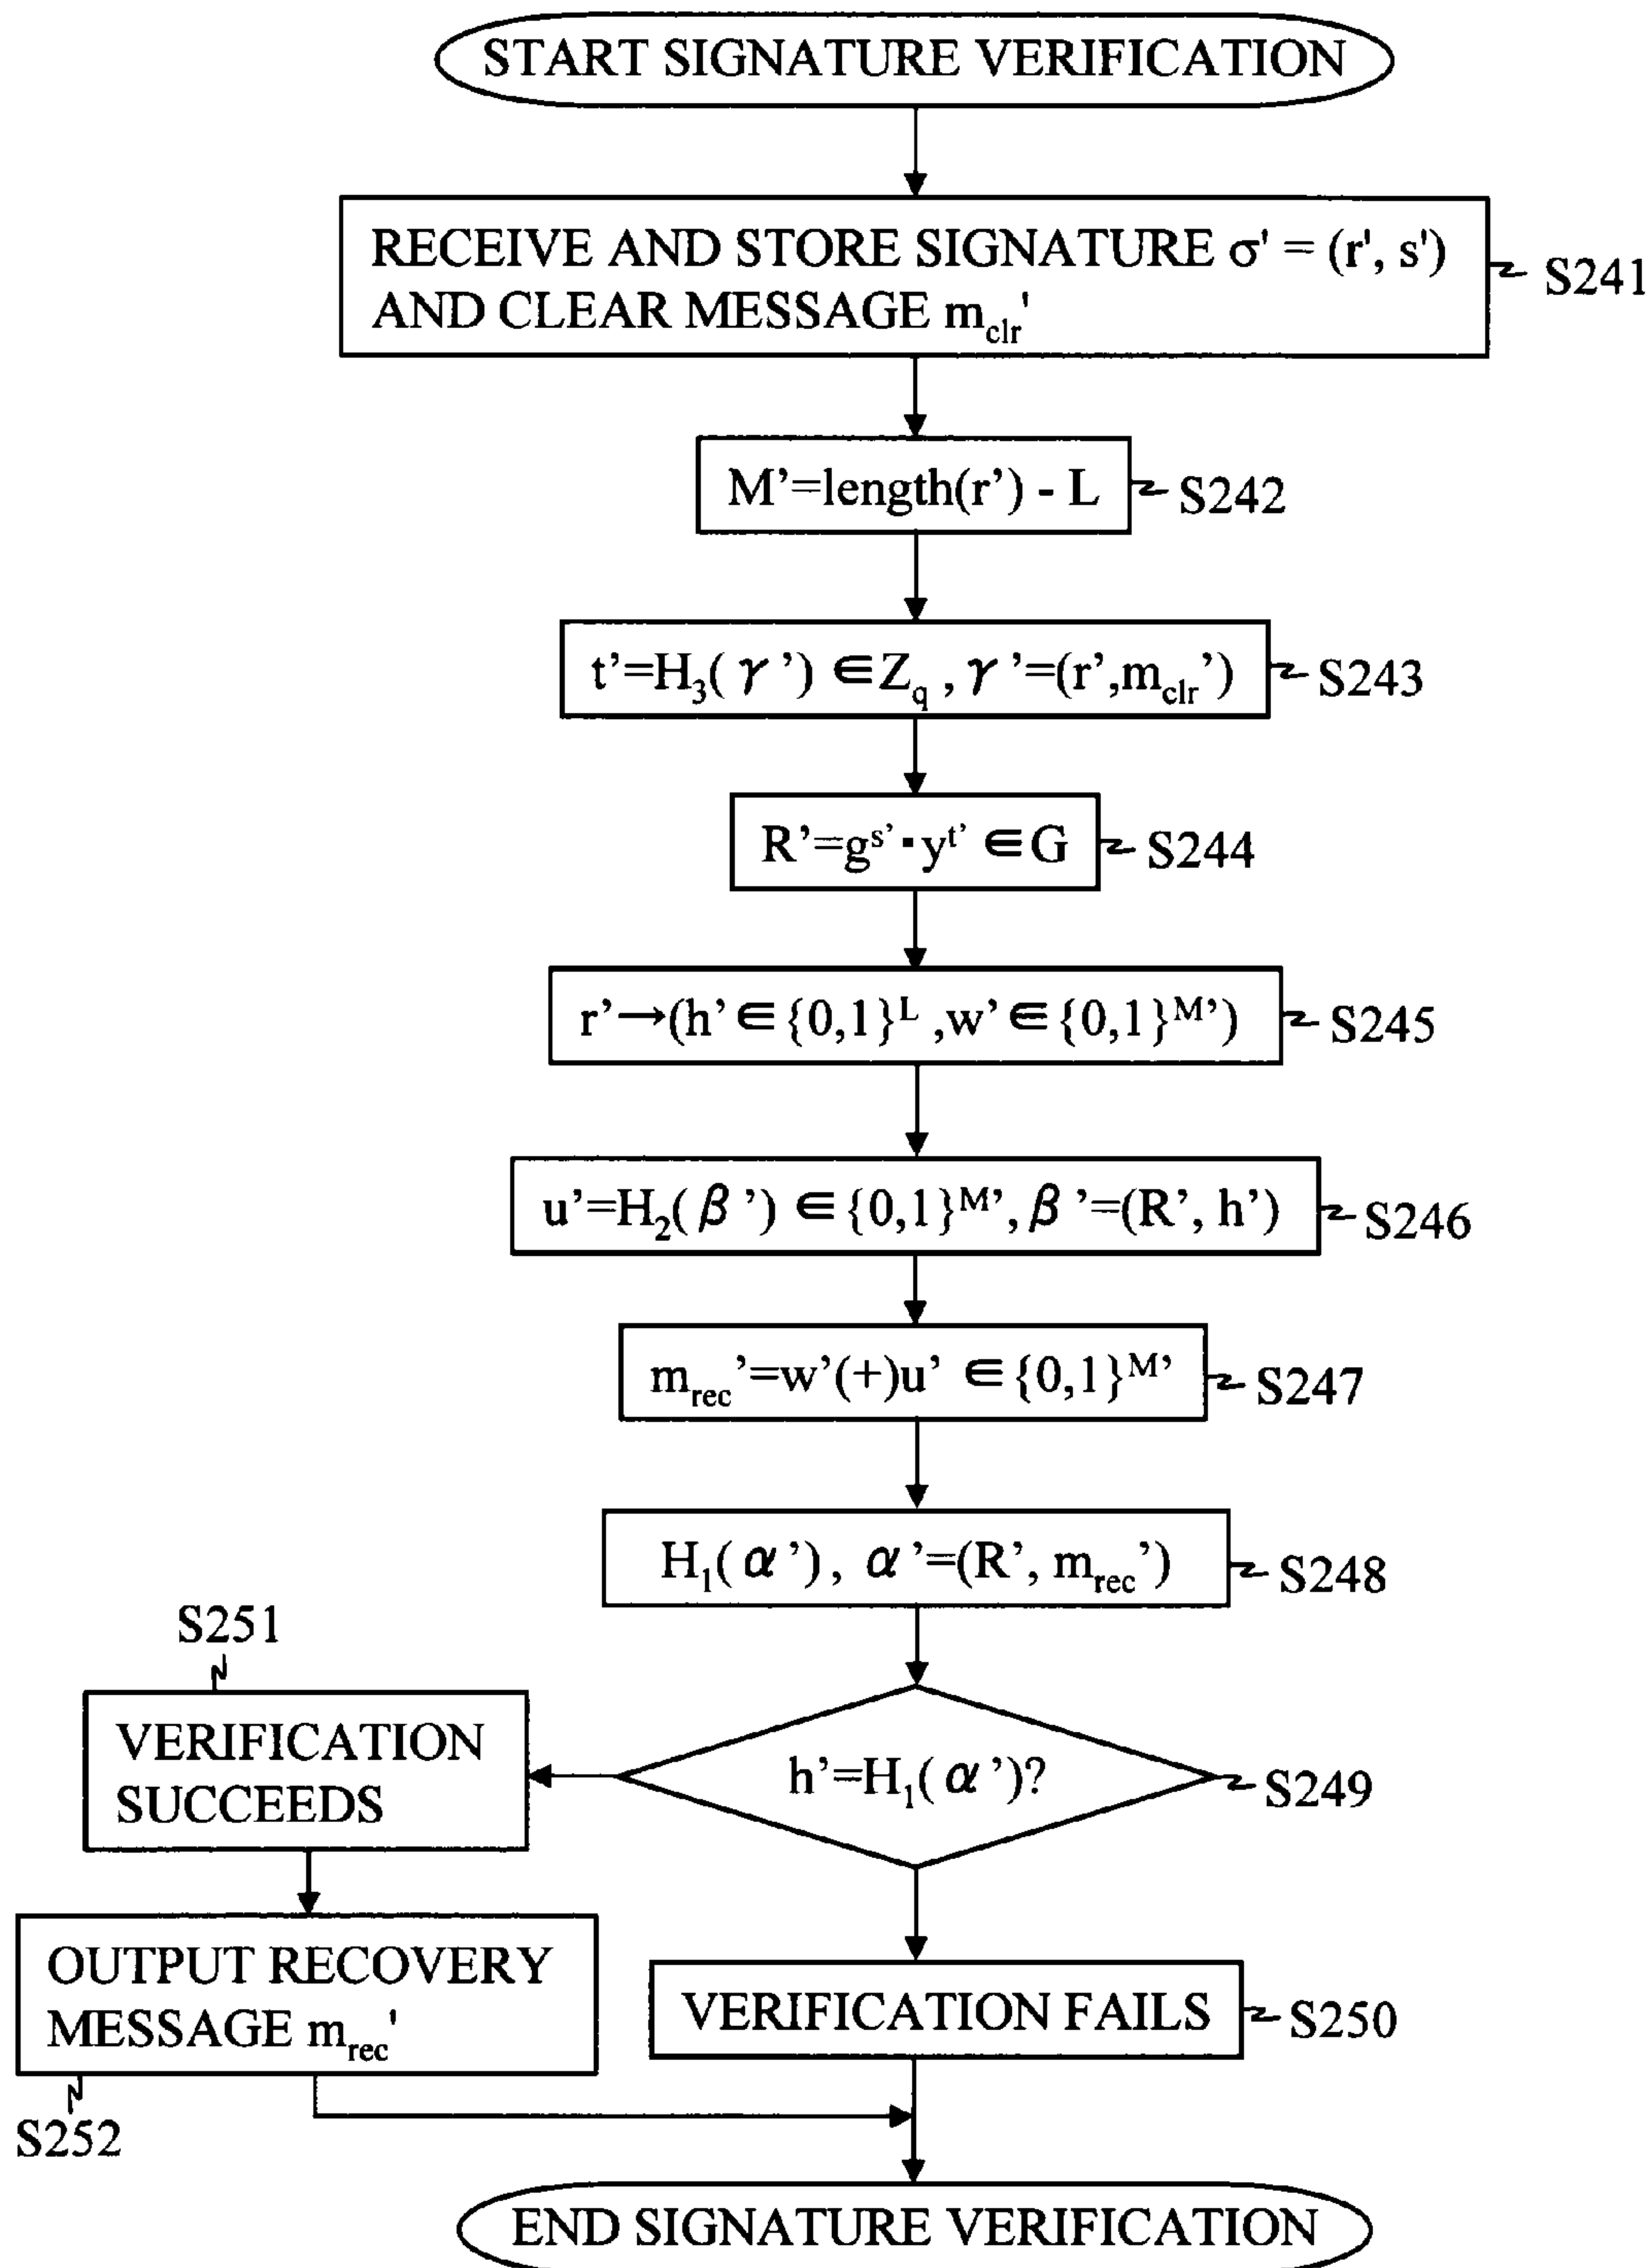 START SIGNATURE VERIFICATION
RECEIVE AND STORE SIGNATURE σ' = (r', s')
AND CLEAR MESSAGE m_clr'
S241
M’=length(r’) - L
S242
t’=H_3(γ’) ∈Z_q , γ’=(r’,m_clr’)
S243
R’=g^s’·y^t’ ∈G
S244
r’→(h’∈{0,1}^L ,w’∈{0,1}^M’)
S245
u’=H_2(β’)∈{0,1}^M’, β’=(R’, h’)
S246
m_rec’=w’(+)u’ ∈{0,1}^M’
S247
H_1(α’), α’=(R’, m_rec’)
S248
S251
VERIFICATION
SUCCEEDS
h’=H_1(α’)?
S249
OUTPUT RECOVERY
MESSAGE m_rec'
S252
VERIFICATION FAILS
S250
END SIGNATURE VERIFICATION